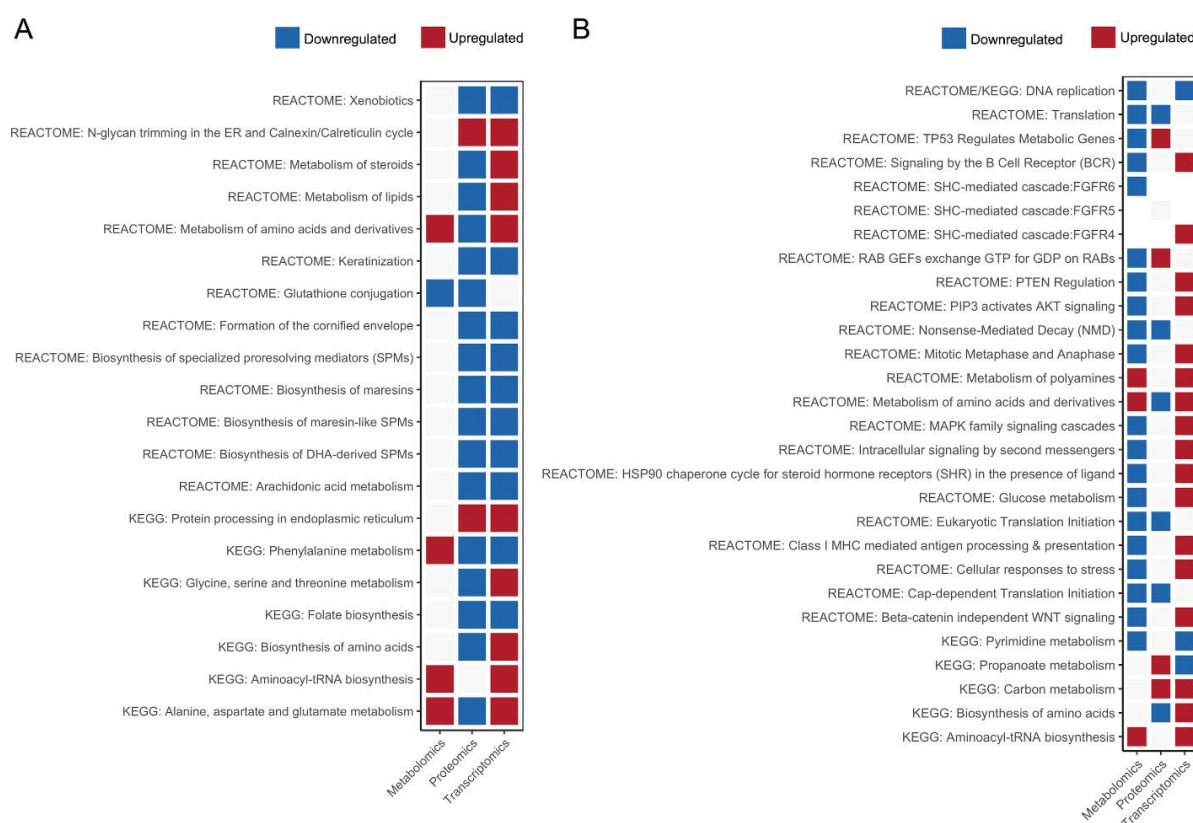 A
Downregulated
Upregulated
REACTOME: Xenobiotics
REACTOME: N-glycan trimming in the ER and Calnexin/Calreticulin cycle
REACTOME: Metabolism of steroids
REACTOME: Metabolism of lipids
REACTOME: Metabolism of amino acids and derivatives
REACTOME: Keratinization
REACTOME: Glutathione conjugation
REACTOME: Formation of the cornified envelope
REACTOME: Biosynthesis of specialized proresolving mediators (SPMs)
REACTOME: Biosynthesis of maresins
REACTOME: Biosynthesis of maresin-like SPMs
REACTOME: Biosynthesis of DHA-derived SPMs
REACTOME: Arachidonic acid metabolism
KEGG: Protein processing in endoplasmic reticulum
KEGG: Phenylalanine metabolism
KEGG: Glycine, serine and threonine metabolism
KEGG: Folate biosynthesis
KEGG: Biosynthesis of amino acids
KEGG: Aminoacyl-tRNA biosynthesis
KEGG: Alanine, aspartate and glutamate metabolism
Metabolomics
Proteomics
Transcriptomics
B
Downregulated
Upregulated
REACTOME/KEGG: DNA replication
REACTOME: Translation
REACTOME: TP53 Regulates Metabolic Genes
REACTOME: Signaling by the B Cell Receptor (BCR)
REACTOME: SHC-mediated cascade:FGFR6
REACTOME: SHC-mediated cascade:FGFR5
REACTOME: SHC-mediated cascade:FGFR4
REACTOME: RAB GEFs exchange GTP for GDP on RABs
REACTOME: PTEN Regulation
REACTOME: PIP3 activates AKT signaling
REACTOME: Nonsense-Mediated Decay (NMD)
REACTOME: Mitotic Metaphase and Anaphase
REACTOME: Metabolism of polyamines
REACTOME: Metabolism of amino acids and derivatives
REACTOME: MAPK family signaling cascades
REACTOME: Intracellular signaling by second messengers
REACTOME: HSP90 chaperone cycle for steroid hormone receptors (SHR) in the presence of ligand
REACTOME: Glucose metabolism
REACTOME: Eukaryotic Translation Initiation
REACTOME: Class I MHC mediated antigen processing & presentation
REACTOME: Cellular responses to stress
REACTOME: Cap-dependent Translation Initiation
REACTOME: Beta-catenin independent WNT signaling
KEGG: Pyrimidine metabolism
KEGG: Propanoate metabolism
KEGG: Carbon metabolism
KEGG: Biosynthesis of amino acids
KEGG: Aminoacyl-tRNA biosynthesis
Metabolomics
Proteomics
Transcriptomics